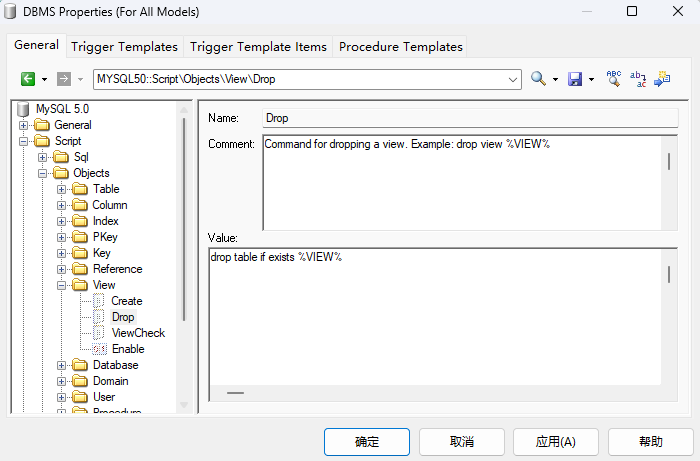 DBMS Properties (For All Models)
General
Trigger Templates
Trigger Template Items
Procedure Templates
MYSQL50::Script\Objects\View\Drop
MySQL 5.0
General
Script
Sql
Objects
Table
Column
Index
PKey
Key
Reference
View
Create
Drop
ViewCheck
Enable
Database
Domain
User
Procedure
Name:
Drop
Comment:
Command for dropping a view. Example: drop view %VIEW%
Value:
drop table if exists %VIEW%
确定
取消
应用(A)
帮助